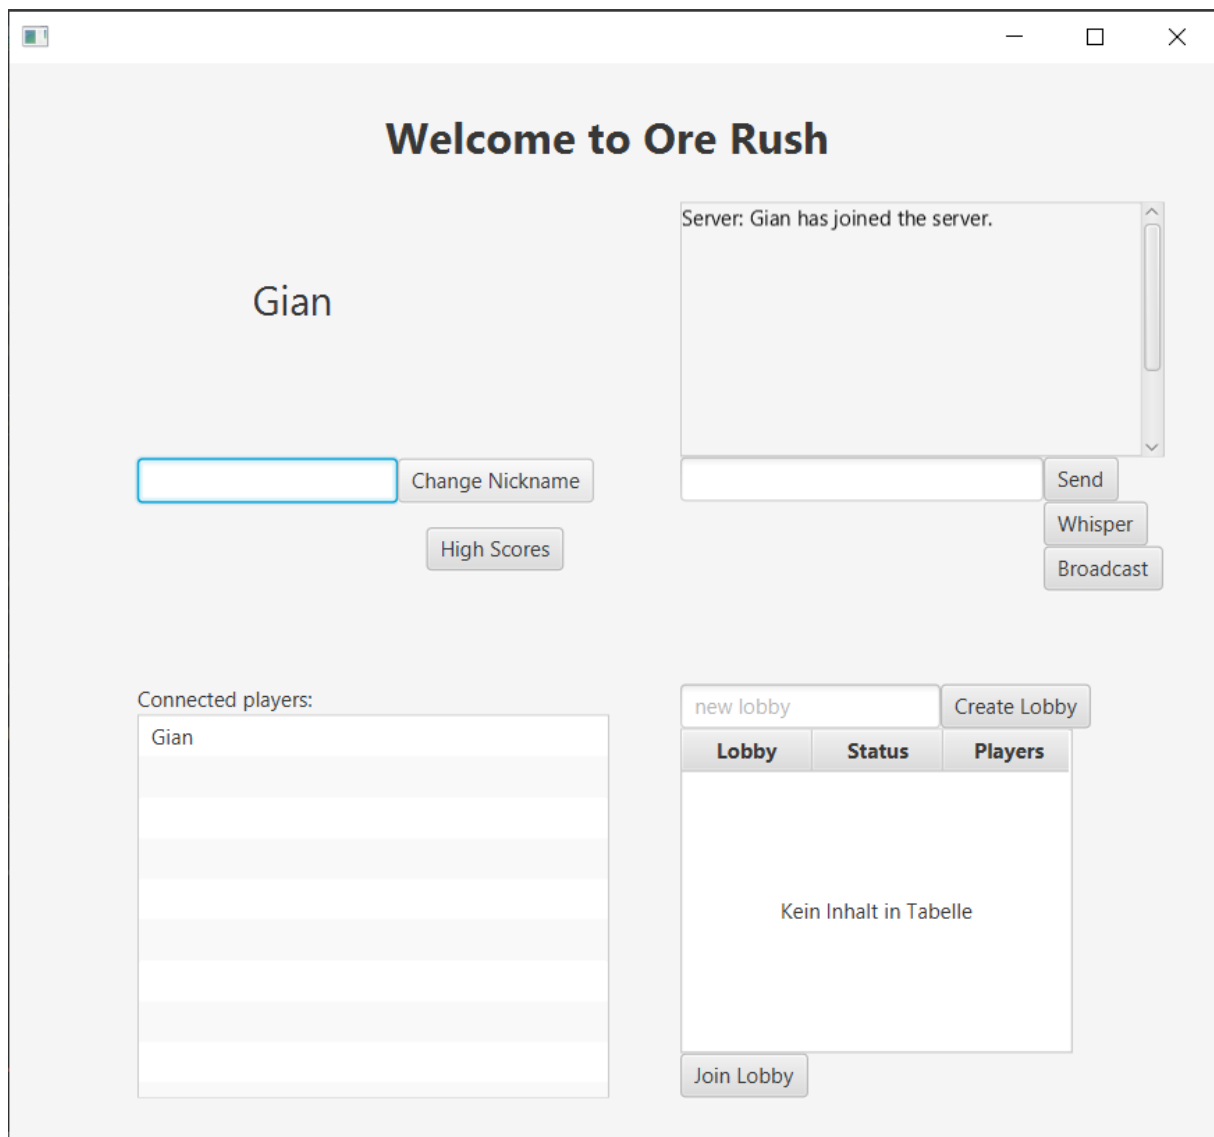 Welcome to Ore Rush
Gian
Server: Gian has joined the server.
Change Nickname
High Scores
Send
Whisper
Broadcast
Connected players:
Gian
new lobby
Create Lobby
Lobby Status Players
Kein Inhalt in Tabelle
Join Lobby